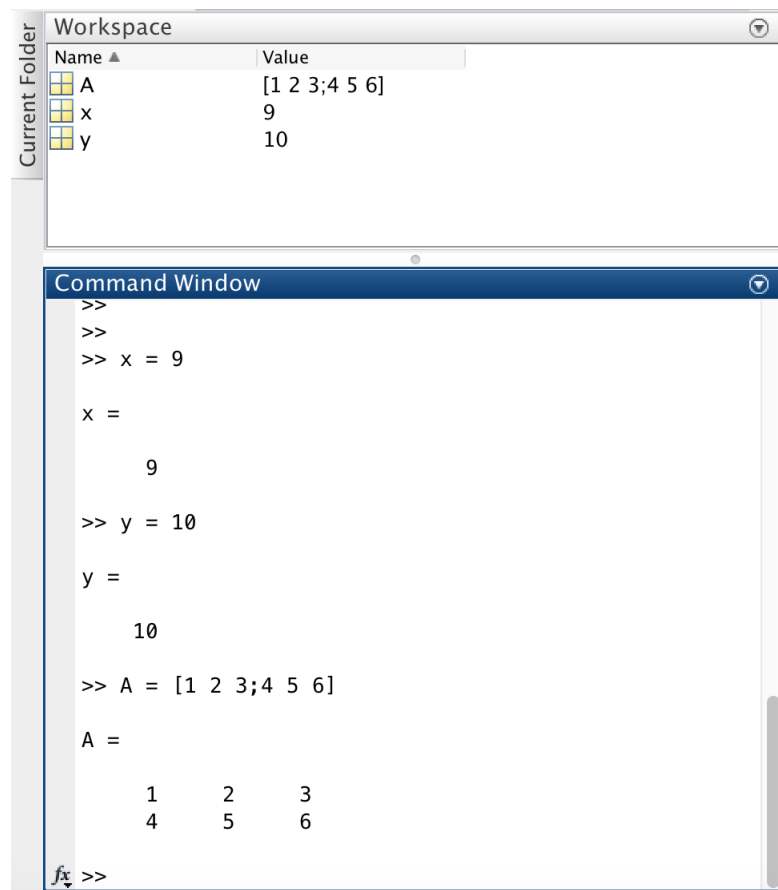 Current Folder
Workspace
Name Value
A [1 2 3;4 5 6]
x 9
y 10
Command Window
>>
>>
>> x = 9
x =
9
>> y = 10
y =
10
>> A = [1 2 3;4 5 6]
A =
1 2 3
4 5 6
fx >>